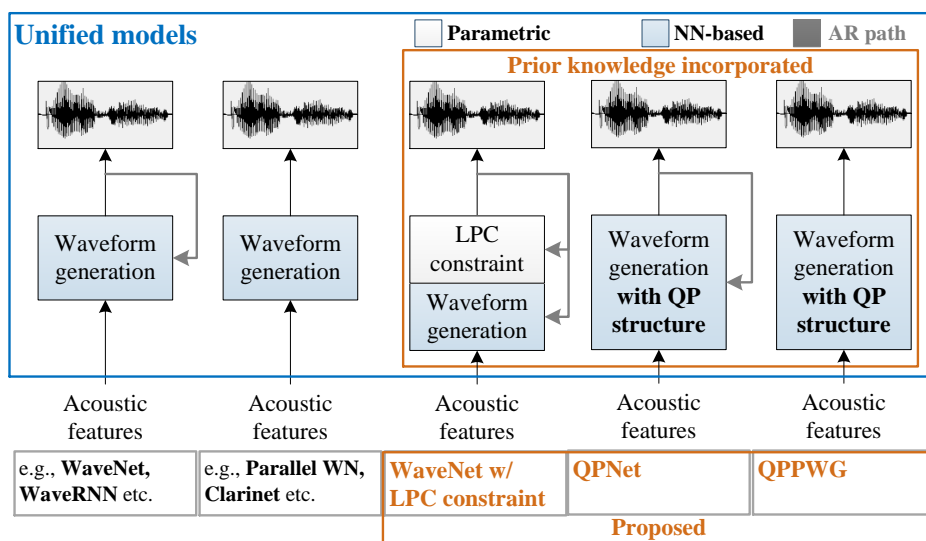 Unified models
Parametric
NN-based
AR path
Prior knowledge incorporated
Waveform
generation
Waveform
generation
LPC
constraint
Waveform
generation
Waveform
generation
with QP
structure
Waveform
generation
with QP
structure
Acoustic
features
Acoustic
features
Acoustic
features
Acoustic
features
Acoustic
features
e.g., WaveNet,
WaveRNN etc.
e.g., Parallel WN,
Clarinet etc.
WaveNet w/
LPC constraint
QPNet
QPPWG
Proposed